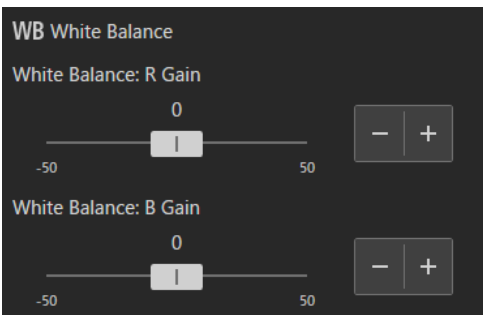 WB White Balance
White Balance: R Gain
0
− +
-50 50
White Balance: B Gain
0
− +
-50 50